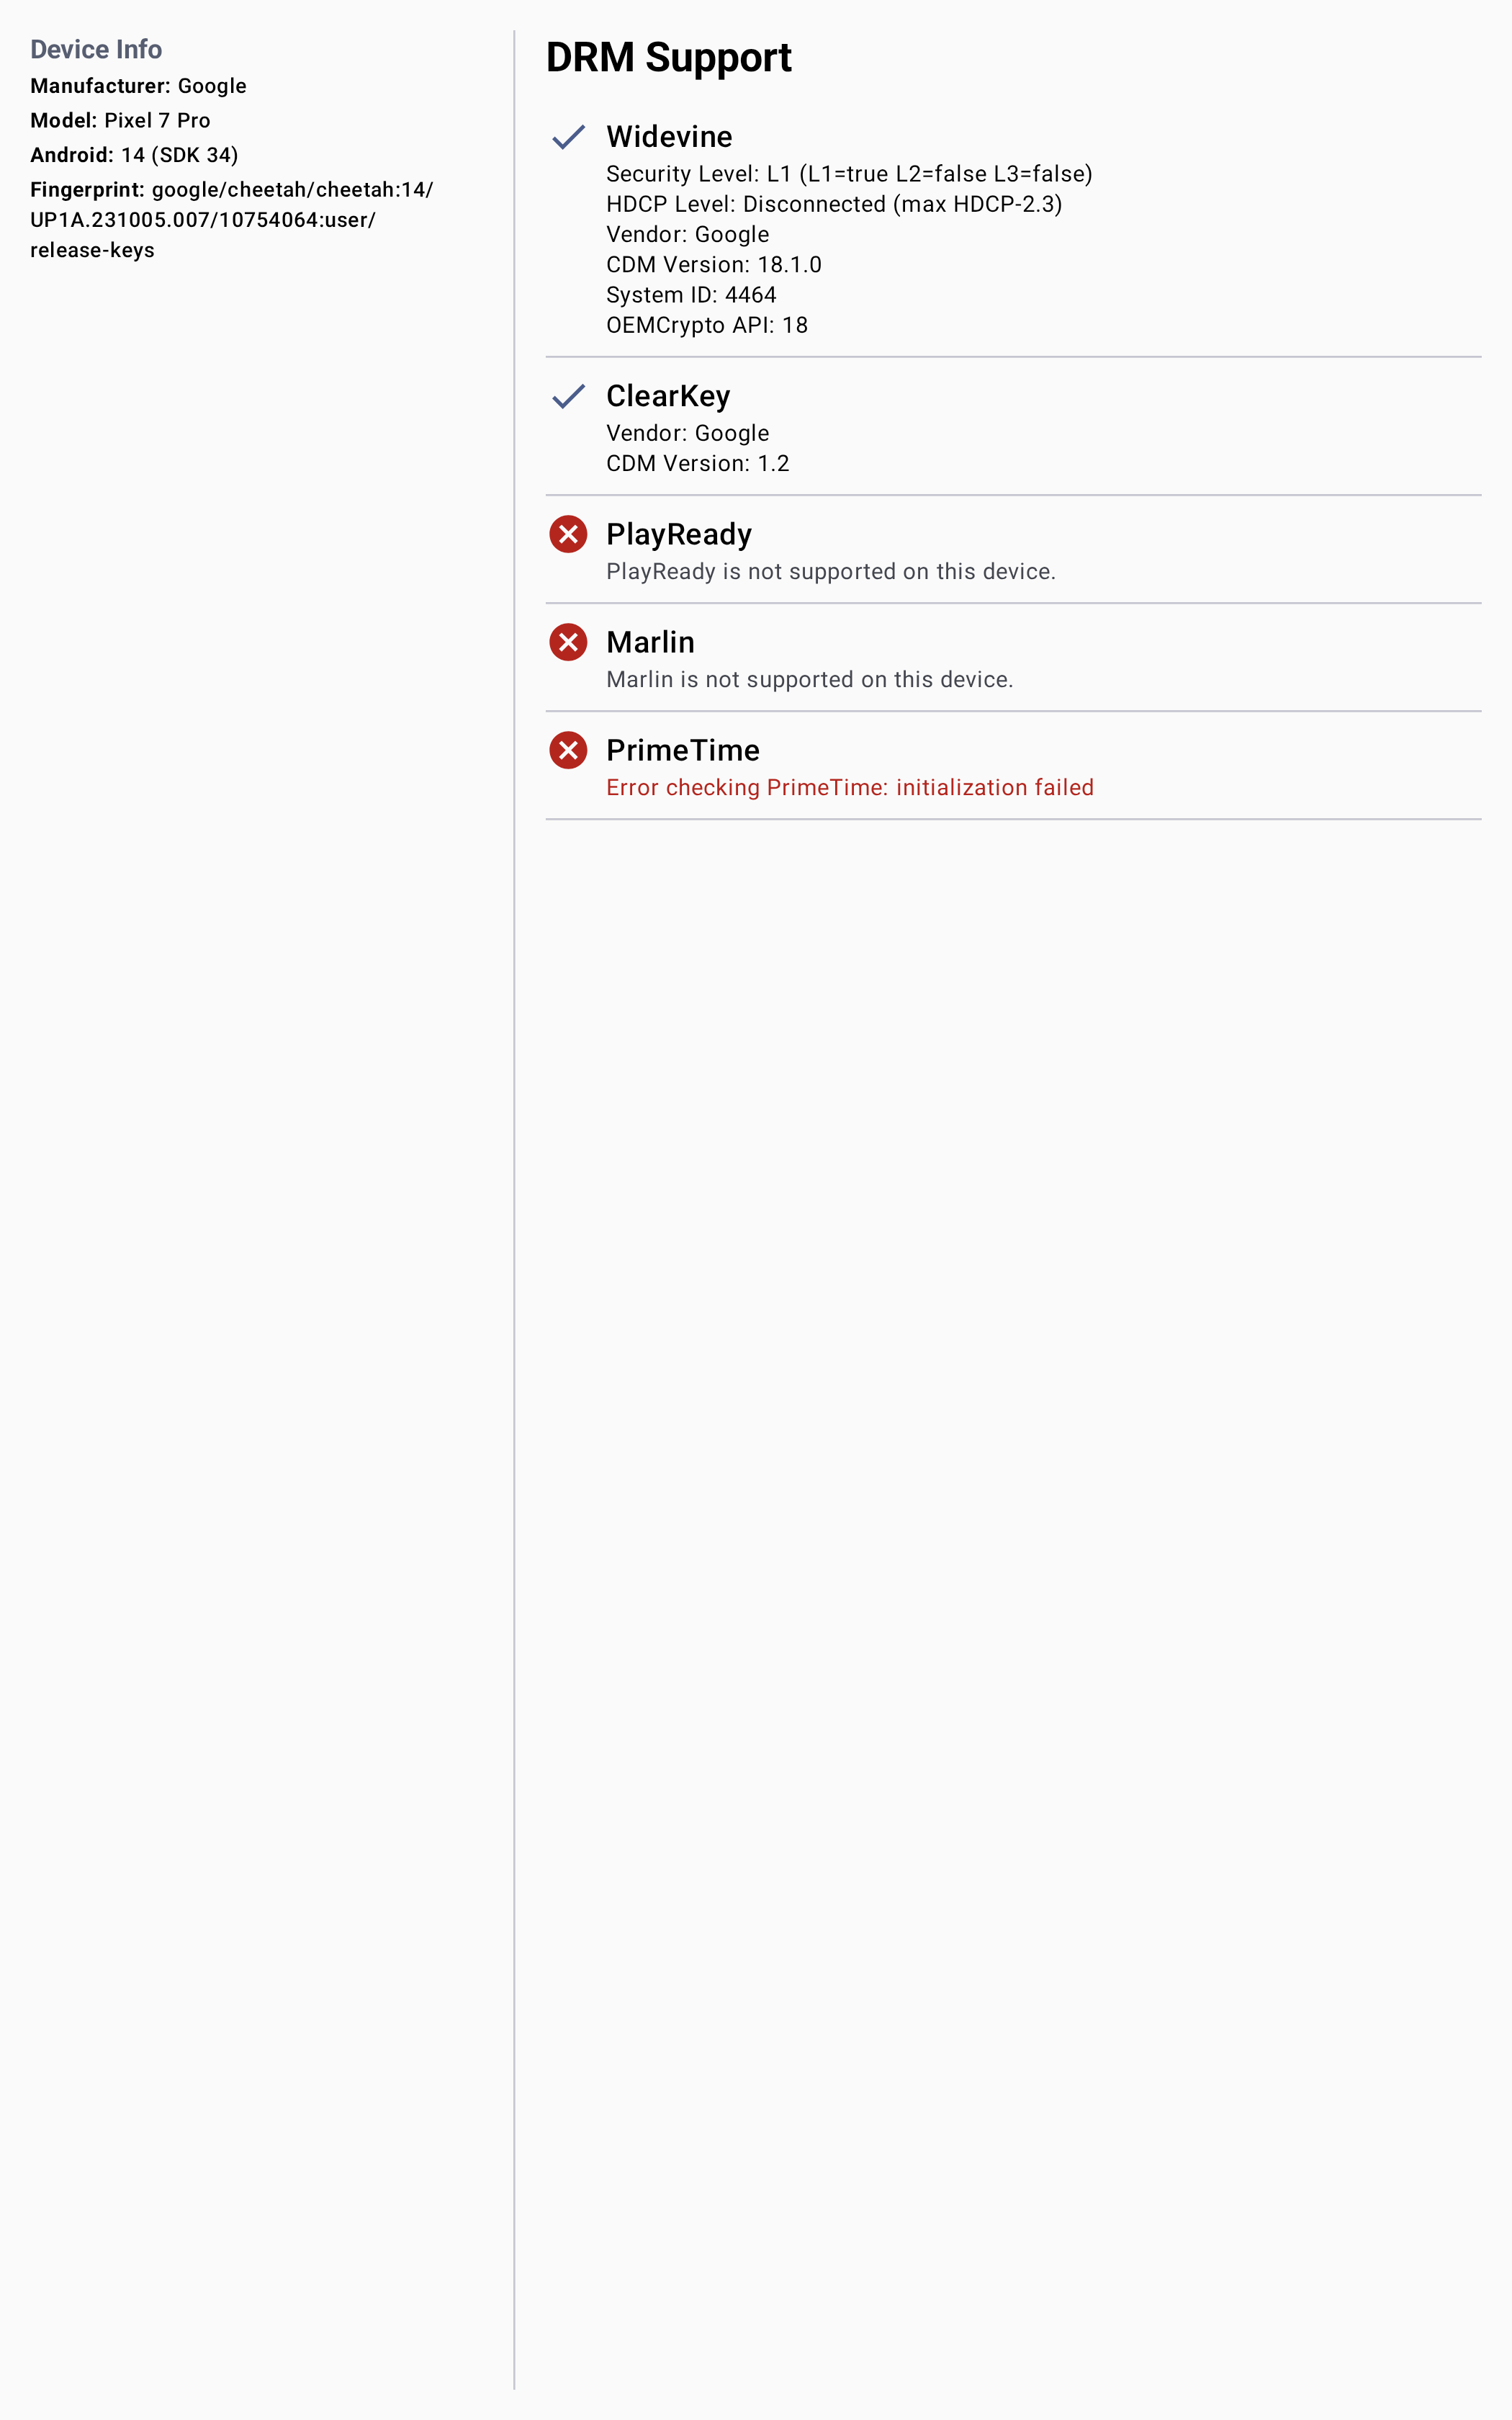 Device Info
Manufacturer: Google
Model: Pixel 7 Pro
Android: 14 (SDK 34)
Fingerprint: google/cheetah/cheetah:14/
UP1A.231005.007/10754064:user/
release-keys
DRM Support
Widevine
Security Level: L1 (L1=true L2=false L3=false)
HDCP Level: Disconnected (max HDCP-2.3)
Vendor: Google
CDM Version: 18.1.0
System ID: 4464
OEMCrypto API: 18
ClearKey
Vendor: Google
CDM Version: 1.2
PlayReady
PlayReady is not supported on this device.
Marlin
Marlin is not supported on this device.
PrimeTime
Error checking PrimeTime: initialization failed